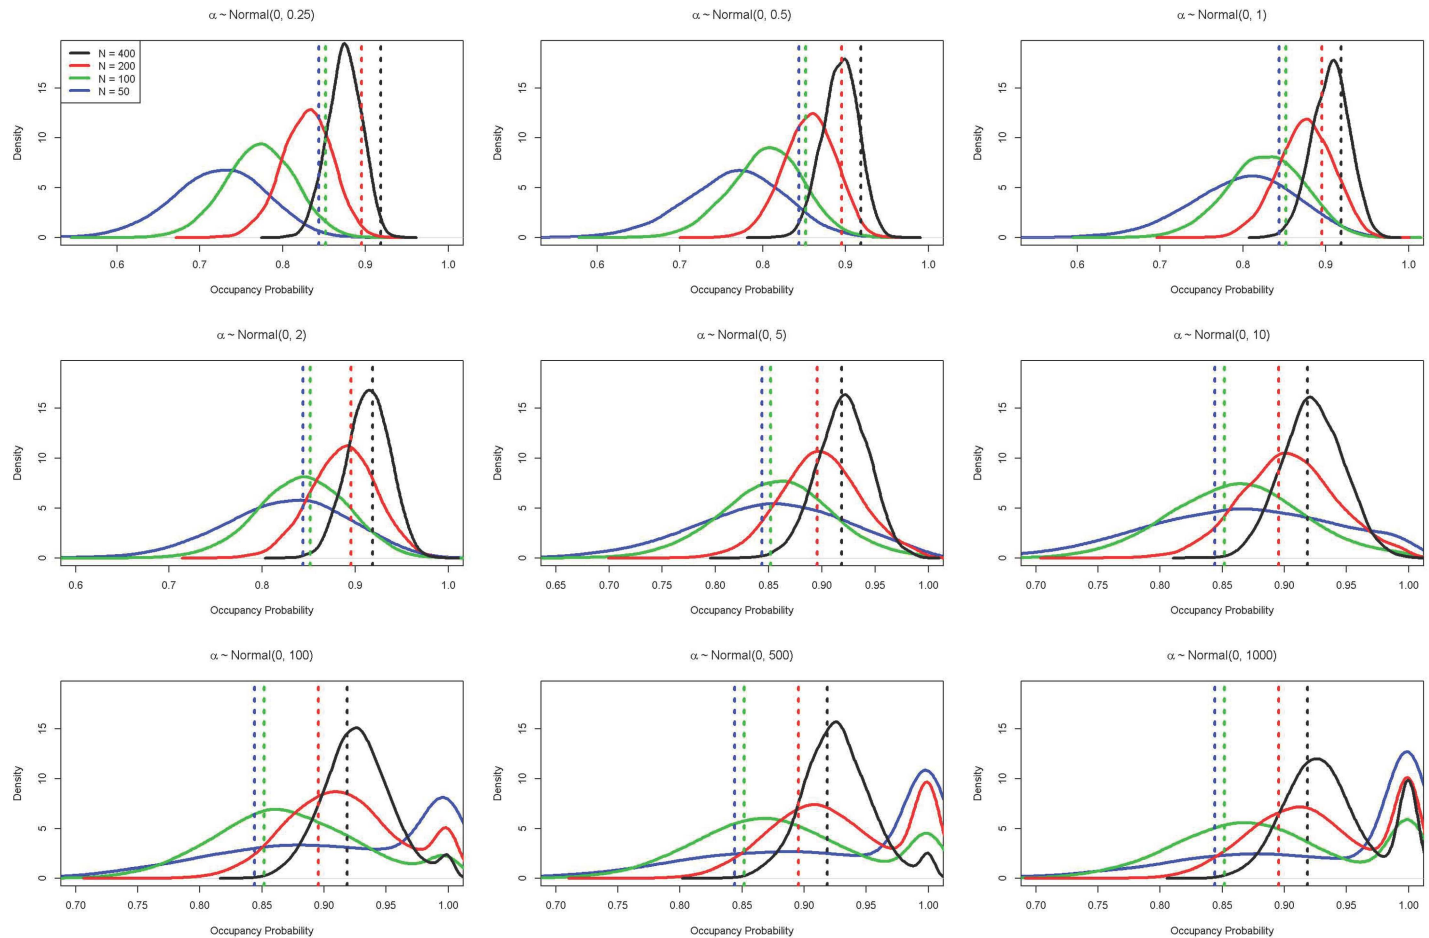 α ~ Normal(0, 0.25)
α ~ Normal(0, 0.5)
α ~ Normal(0, 1)
N = 400
N = 200
N = 100
N = 50
Density
0 5 10 15
0.6 0.7 0.8 0.9 1.0
Occupancy Probability
Density
0 5 10 15
0.6 0.7 0.8 0.9 1.0
Occupancy Probability
Density
0 5 10 15
0.6 0.7 0.8 0.9 1.0
Occupancy Probability
α ~ Normal(0, 2)
α ~ Normal(0, 5)
α ~ Normal(0, 10)
Density
0 5 10 15
0.6 0.7 0.8 0.9 1.0
Occupancy Probability
Density
0 5 10 15
0.65 0.70 0.75 0.80 0.85 0.90 0.95 1.00
Occupancy Probability
Density
0 5 10 15
0.70 0.75 0.80 0.85 0.90 0.95 1.00
Occupancy Probability
α ~ Normal(0, 100)
α ~ Normal(0, 500)
α ~ Normal(0, 1000)
Density
0 5 10 15
0.70 0.75 0.80 0.85 0.90 0.95 1.00
Occupancy Probability
Density
0 5 10 15
0.70 0.75 0.80 0.85 0.90 0.95 1.00
Occupancy Probability
Density
0 5 10 15
0.70 0.75 0.80 0.85 0.90 0.95 1.00
Occupancy Probability